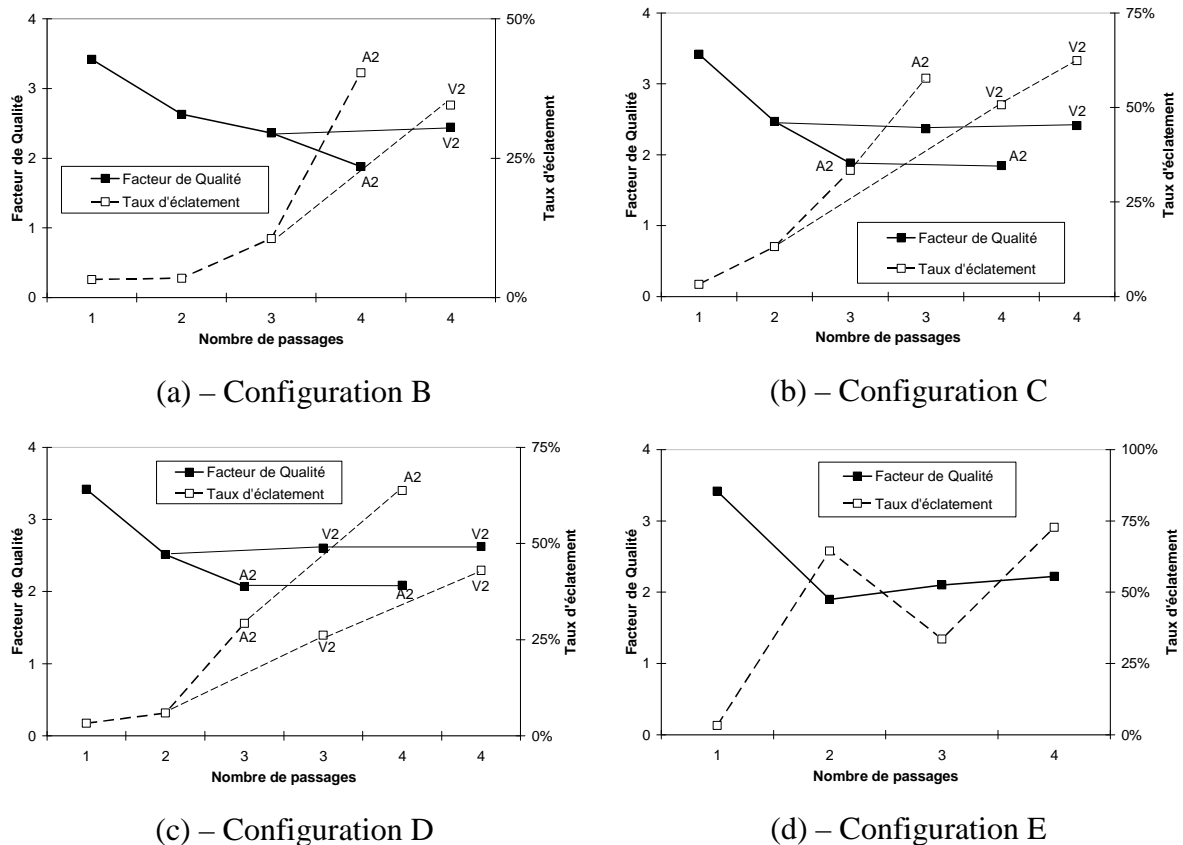 4
3
2
1
0
50%
25%
0%
Facteur de Qualité
Taux d'éclatement
A2
V2
V2
A2
Facteur de Qualité
Taux d'éclatement
1 2 3 4 4
Nombre de passages
(a) – Configuration B
4
3
2
1
0
75%
50%
25%
0%
Facteur de Qualité
Taux d'éclatement
A2
V2
V2
V2
A2
A2
Facteur de Qualité
Taux d'éclatement
1 2 3 3 4 4
Nombre de passages
(b) – Configuration C
4
3
2
1
0
75%
50%
25%
0%
Facteur de Qualité
Taux d'éclatement
Facteur de Qualité
Taux d'éclatement
A2
V2
V2
A2
A2
V2
A2
V2
1 2 3 3 4 4
Nombre de passages
(c) – Configuration D
4
3
2
1
0
100%
75%
50%
25%
0%
Facteur de Qualité
Taux d'éclatement
Facteur de Qualité
Taux d'éclatement
1 2 3 4
Nombre de passages
(d) – Configuration E